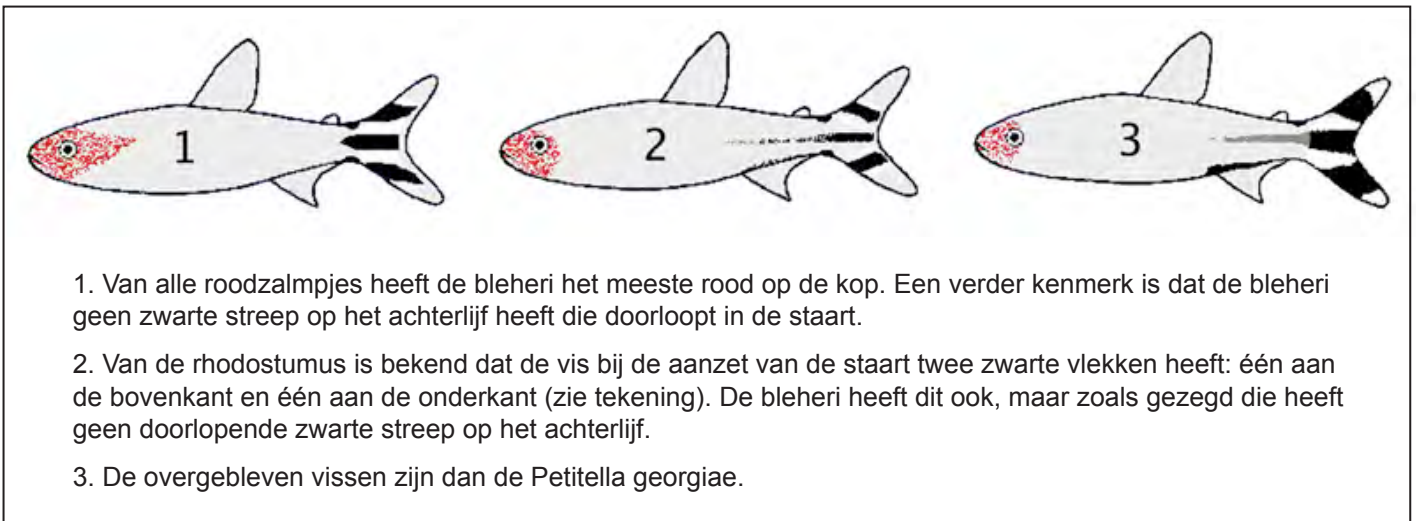 1 2 3
1. Van alle roodzalmpjes heeft de bleheri het meeste rood op de kop. Een verder kenmerk is dat de bleheri
geen zwarte streep op het achterlijf heeft die doorloopt in de staart.
2. Van de rhodostumus is bekend dat de vis bij de aanzet van de staart twee zwarte vlekken heeft: één aan
de bovenkant en één aan de onderkant (zie tekening). De bleheri heeft dit ook, maar zoals gezegd die heeft
geen doorlopende zwarte streep op het achterlijf.
3. De overgebleven vissen zijn dan de Petitella georgiae.